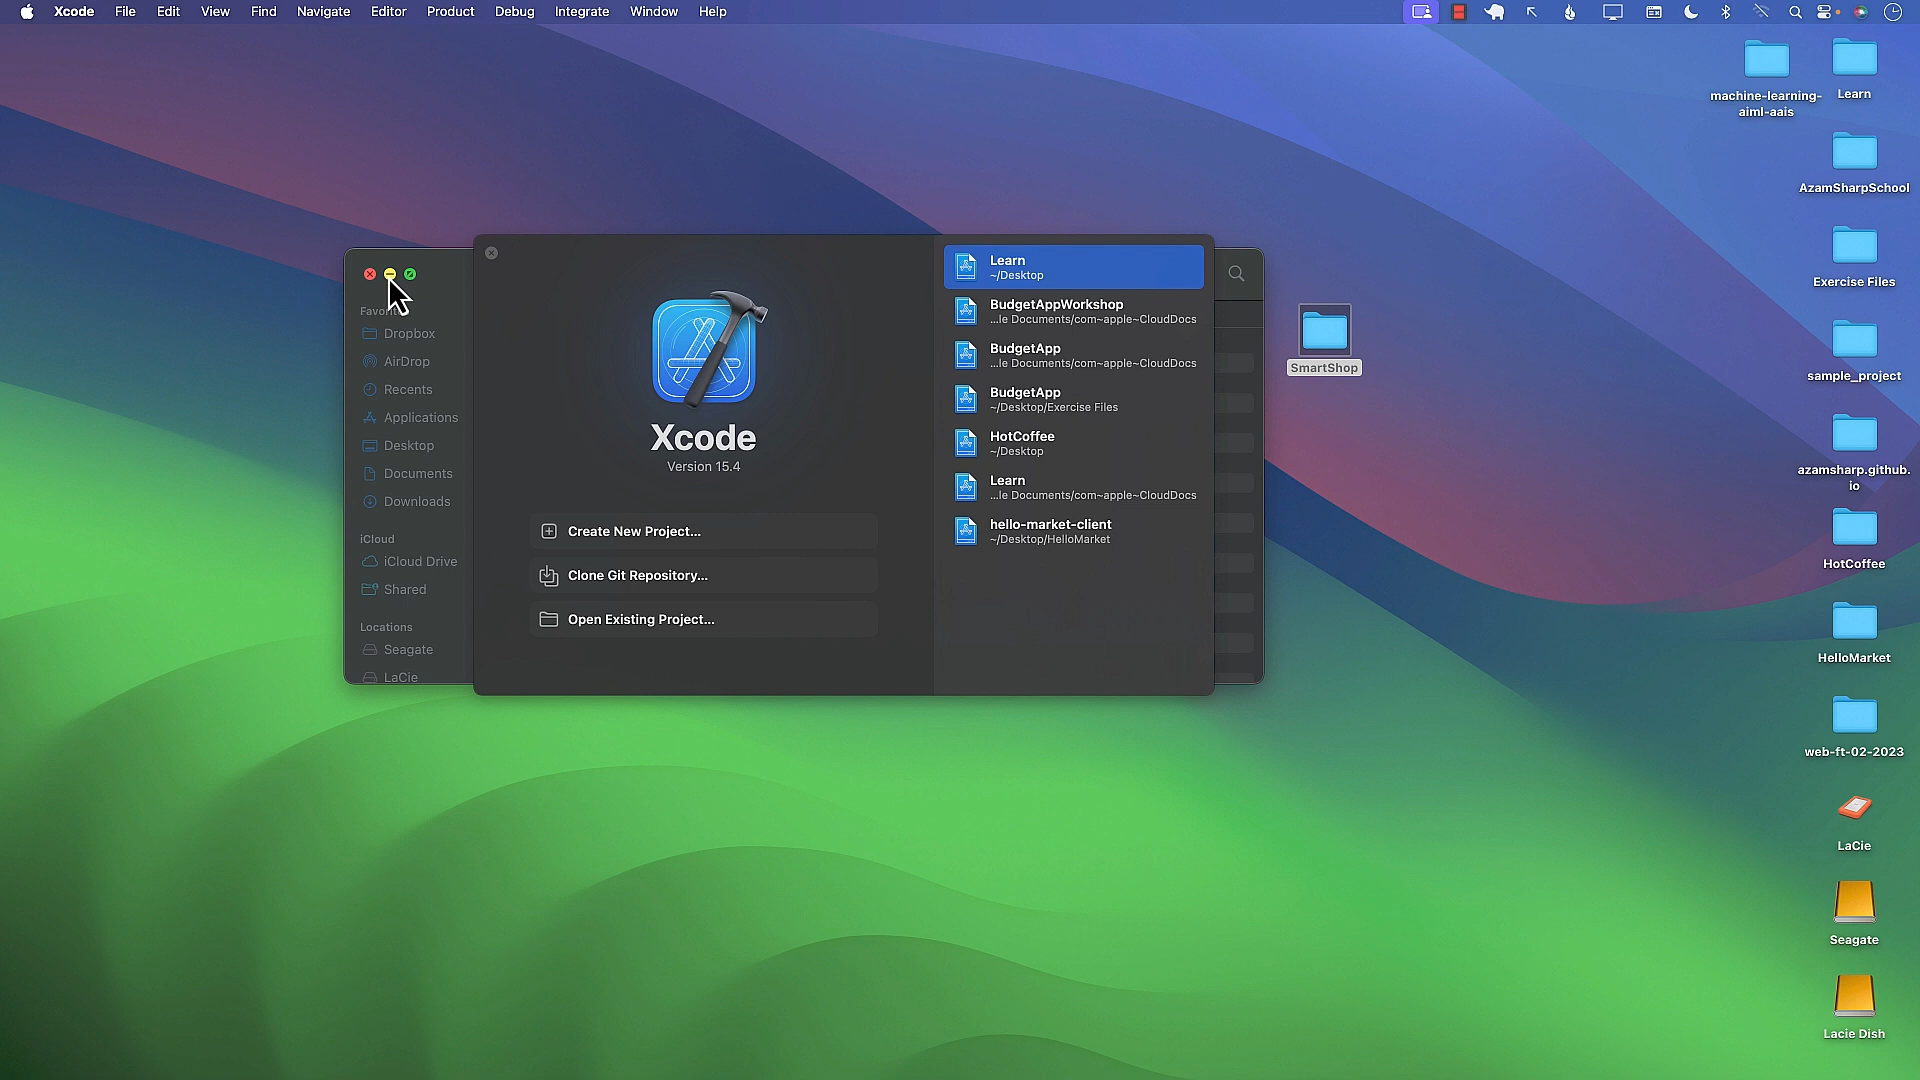 Xcode File Edit View Find Navigate Editor Product Debug Integrate Window Help
machine-learning-
aiml-aais
Learn
AzamSharpSchool
Exercise Files
sample_project
azamsharp.github.
io
HotCoffee
HelloMarket
web-ft-02-2023
LaCie
Seagate
Lacie Dish
SmartShop
Dropbox
AirDrop
Recents
Applications
Desktop
Documents
Downloads
iCloud
iCloud Drive
Shared
Locations
Seagate
LaCie
Xcode
Version 15.4
Create New Project...
Clone Git Repository...
Open Existing Project...
Learn
~/Desktop
BudgetAppWorkshop
...le Documents/com~apple~CloudDocs
BudgetApp
...le Documents/com~apple~CloudDocs
BudgetApp
~/Desktop/Exercise Files
HotCoffee
~/Desktop
Learn
...le Documents/com~apple~CloudDocs
hello-market-client
~/Desktop/HelloMarket